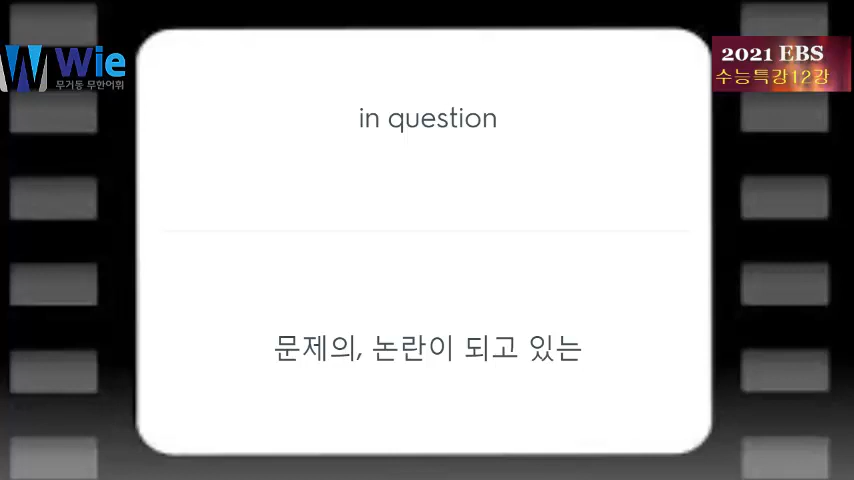 Wie
무거동 무한어휘
2021 EBS
수능특강12강
in question
문제의, 논란이 되고 있는